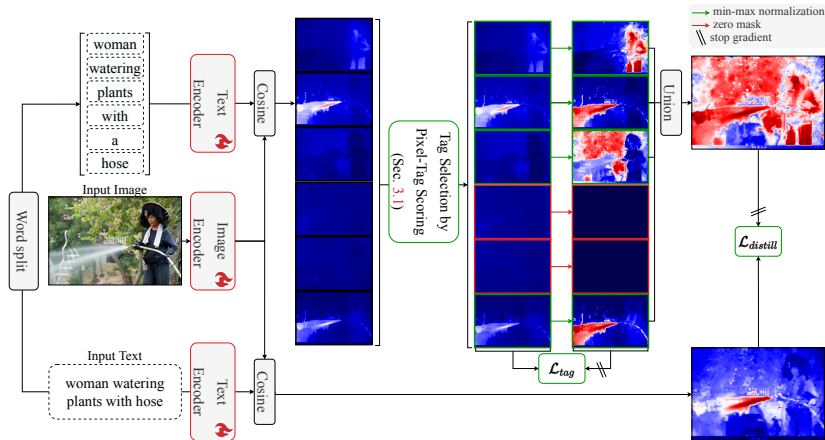 woman
watering
plants
with
a
hose
Text
Encoder
Cosine
Tag Selection by
Pixel-Tag Scoring
(Sec. 3.1)
Union
min-max normalization
zero mask
stop gradient
Word split
Input Image
Image
Encoder
L_distill
Input Text
woman watering
plants with hose
Text
Encoder
Cosine
L_tag